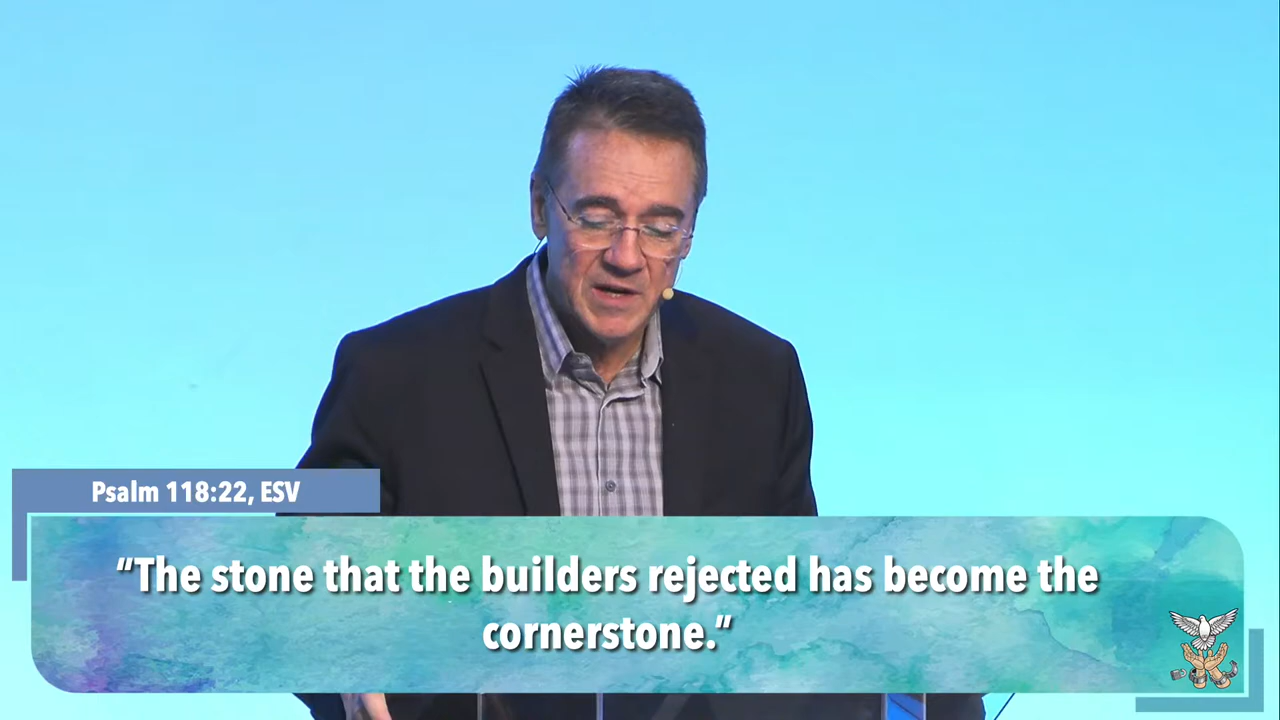 Psalm 118:22, ESV
“The stone that the builders rejected has become the
cornerstone.”